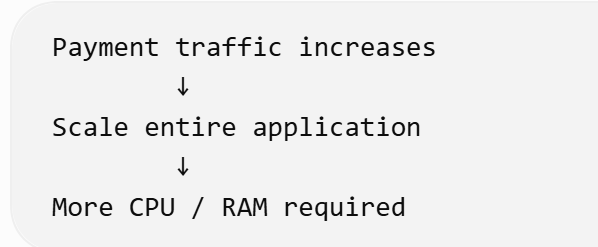 Payment traffic increases
↓
Scale entire application
↓
More CPU / RAM required